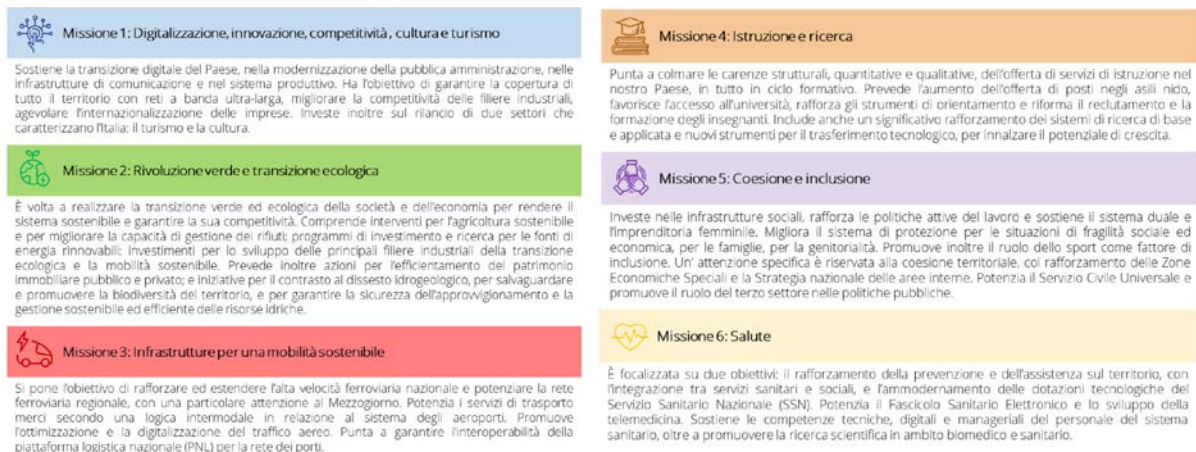 Missione 1: Digitalizzazione, innovazione, competitività, cultura e turismo
Sostiene la transizione digitale del Paese, nella modernizzazione della pubblica amministrazione, nelle
infrastrutture di comunicazione e nel sistema produttivo. Ha l'obiettivo di garantire la copertura di
tutto il territorio con reti a banda ultra-larga, migliorare la competitività delle filiere industriali,
agevolare l'internazionalizzazione delle imprese. Investe inoltre sul rilancio di due settori che
caratterizzano l'Italia: il turismo e la cultura.
Missione 2: Rivoluzione verde e transizione ecologica
È volta a realizzare la transizione verde ed ecologica della società e dell'economia per rendere il
sistema sostenibile e garantire la sua competitività. Comprende interventi per l'agricoltura sostenibile
e per migliorare la capacità di gestione dei rifiuti; programmi di investimento e ricerca per le fonti di
energia rinnovabili; investimenti per lo sviluppo delle principali filiere industriali della transizione
ecologica e la mobilità sostenibile. Prevede inoltre azioni per l'efficientamento del patrimonio
immobiliare pubblico e privato; e iniziative per il contrasto al dissesto idrogeologico, per salvaguardare
e promuovere la biodiversità del territorio, e per garantire la sicurezza dell'approvvigionamento e la
gestione sostenibile ed efficiente delle risorse idriche.
Missione 3: Infrastrutture per una mobilità sostenibile
Si pone l'obiettivo di rafforzare ed estendere l'alta velocità ferroviaria nazionale e potenziare la rete
ferroviaria regionale, con una particolare attenzione al Mezzogiorno. Potenzia i servizi di trasporto
merci secondo una logica intermodale in relazione al sistema degli aeroporti. Promuove
l'ottimizzazione e la digitalizzazione del traffico aereo. Punta a garantire l'interoperabilità della
piattaforma logistica nazionale (PNL) per la rete dei porti.
Missione 4: Istruzione e ricerca
Punta a colmare le carenze strutturali, quantitative e qualitative, dell'offerta di servizi di istruzione nel
nostro Paese, in tutto in ciclo formativo. Prevede l'aumento dell'offerta di posti negli asili nido,
favorisce l'accesso all'università, rafforza gli strumenti di orientamento e riforma il reclutamento e la
formazione degli insegnanti. Include anche un significativo rafforzamento dei sistemi di ricerca di base
e applicata e nuovi strumenti per il trasferimento tecnologico, per innalzare il potenziale di crescita.
Missione 5: Coesione e inclusione
Investe nelle infrastrutture sociali, rafforza le politiche attive del lavoro e sostiene il sistema duale e
l'imprenditoria femminile. Migliora il sistema di protezione per le situazioni di fragilità sociale ed
economica, per le famiglie, per la genitorialità. Promuove inoltre il ruolo dello sport come fattore di
inclusione. Un' attenzione specifica è riservata alla coesione territoriale, col rafforzamento delle Zone
Economiche Speciali e la Strategia nazionale delle aree interne. Potenzia il Servizio Civile Universale e
promuove il ruolo del terzo settore nelle politiche pubbliche.
Missione 6: Salute
È focalizzata su due obiettivi: il rafforzamento della prevenzione e dell'assistenza sul territorio, con
l'integrazione tra servizi sanitari e sociali, e l'ammodernamento delle dotazioni tecnologiche del
Servizio Sanitario Nazionale (SSN). Potenzia il Fascicolo Sanitario Elettronico e lo sviluppo della
telemedicina. Sostiene le competenze tecniche, digitali e manageriali del personale del sistema
sanitario, oltre a promuovere la ricerca scientifica in ambito biomedico e sanitario.